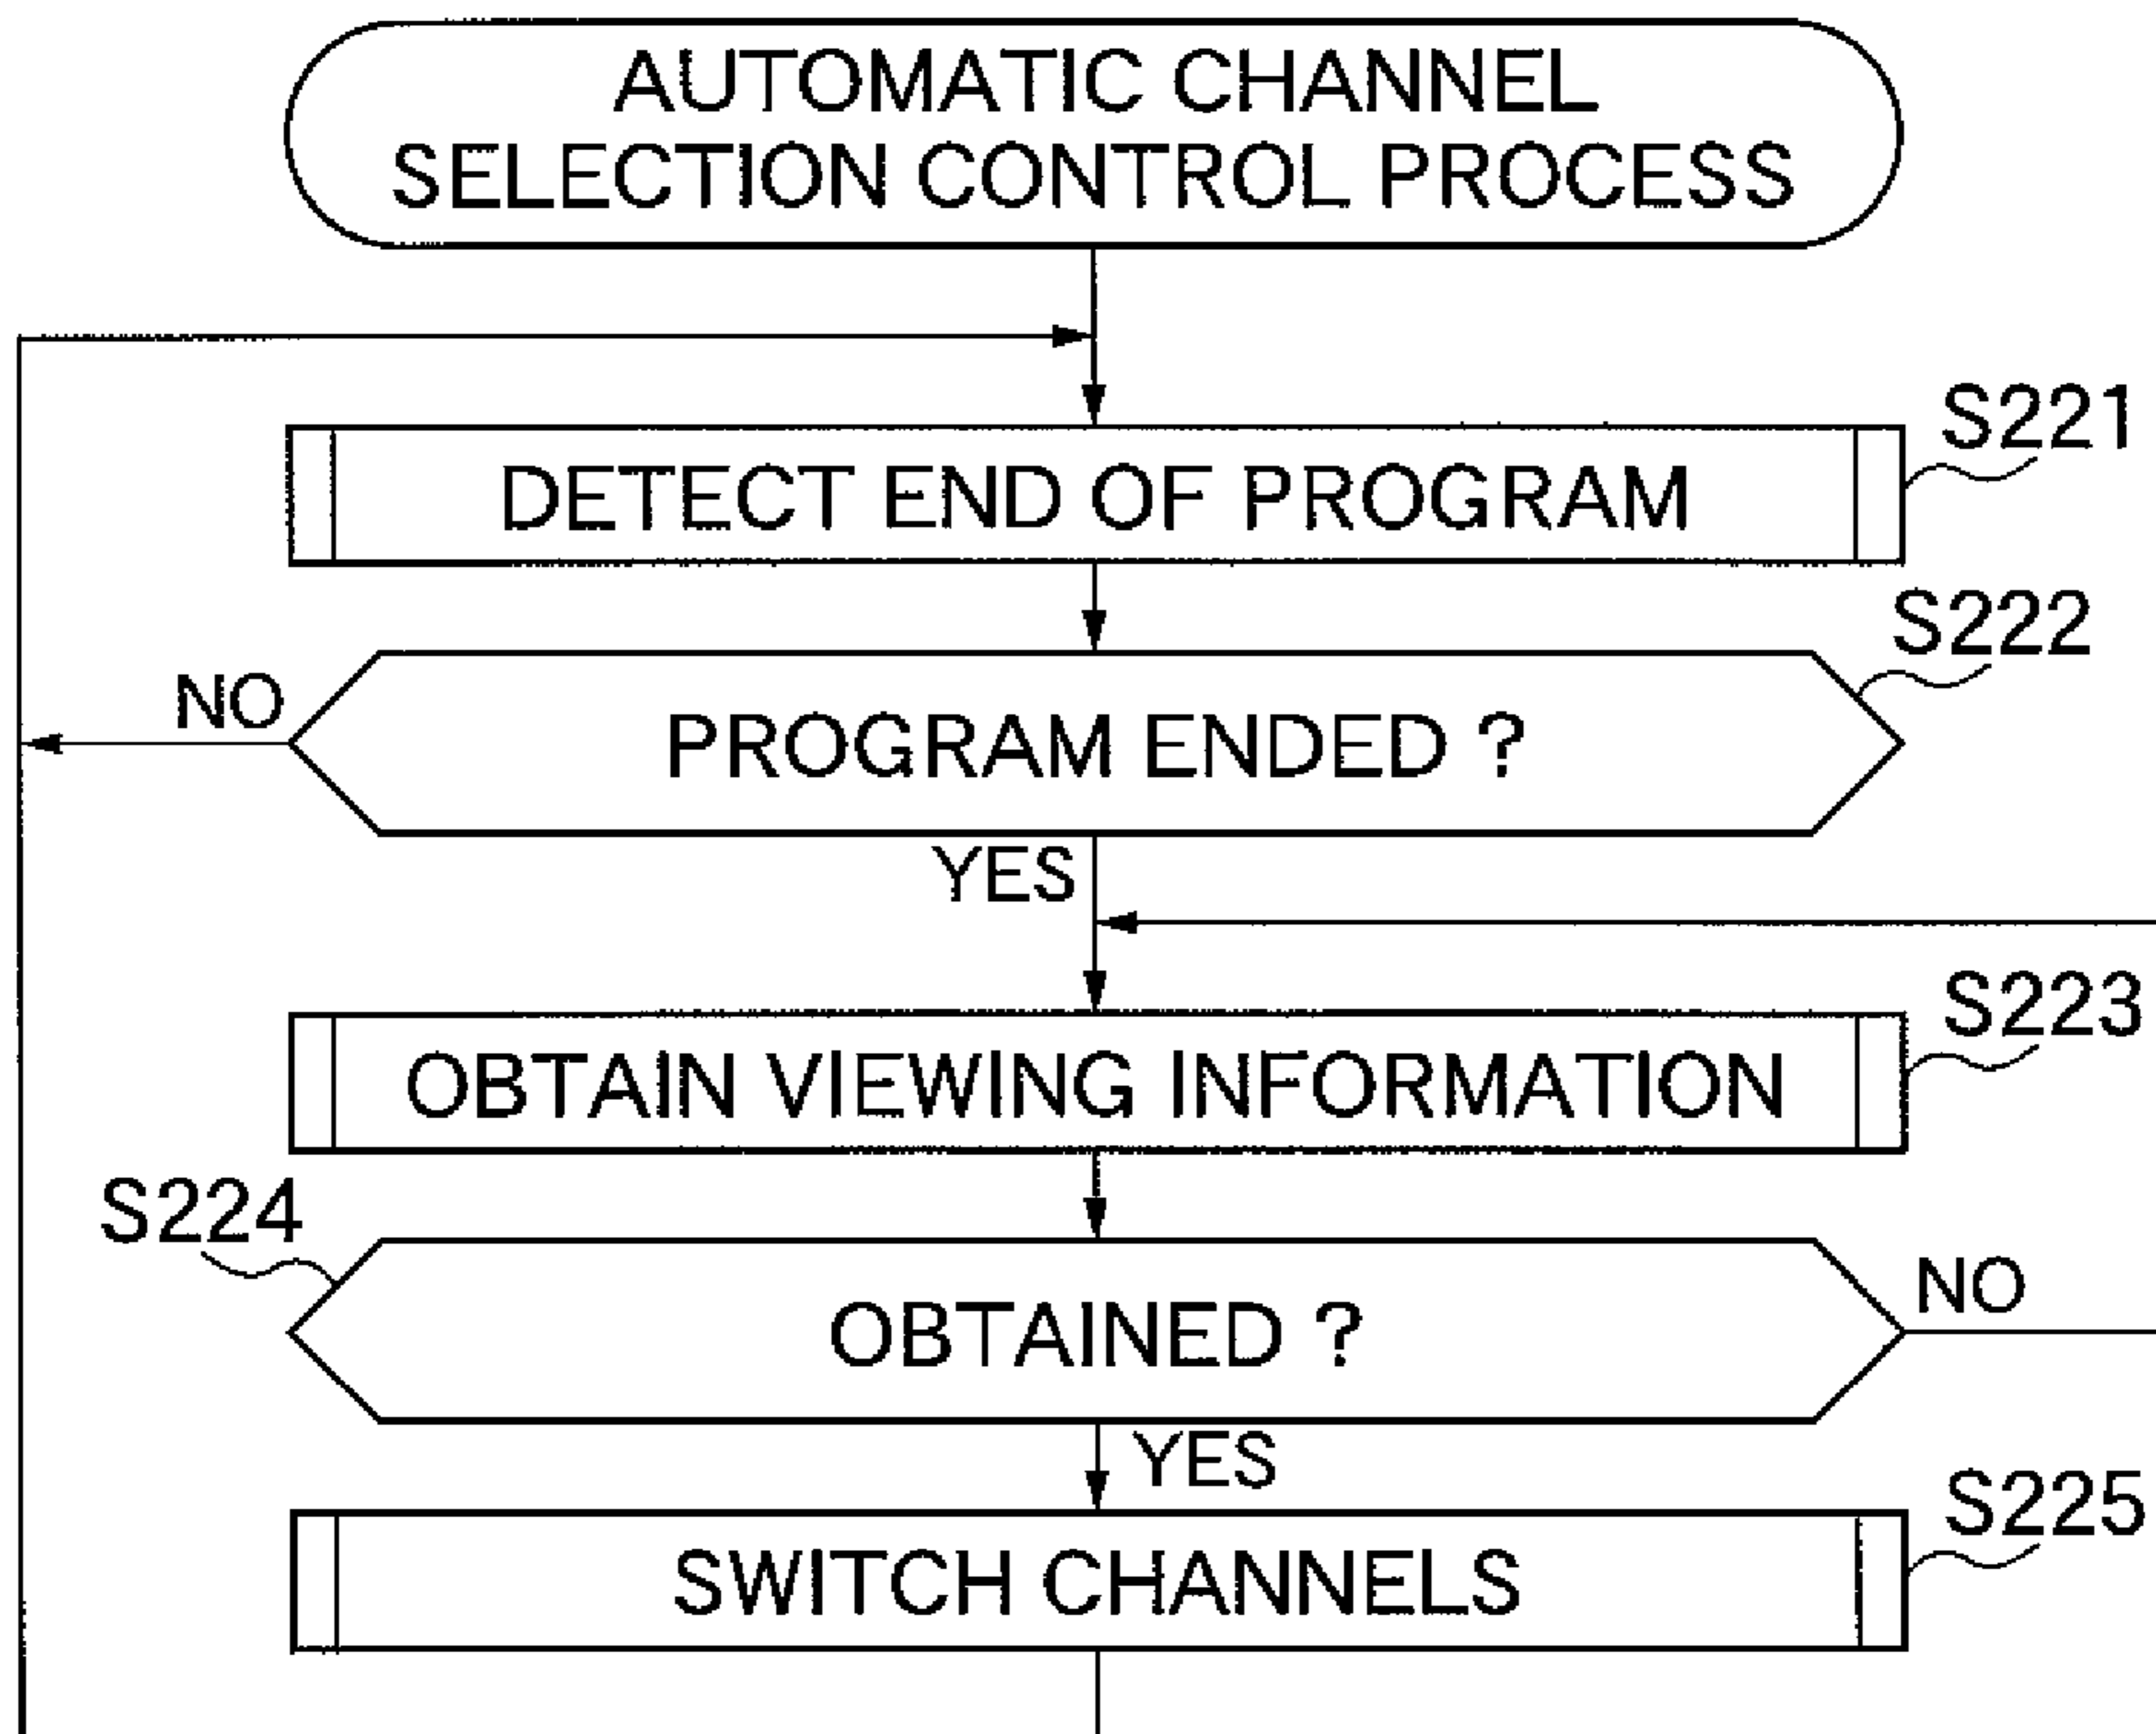 AUTOMATIC CHANNEL
SELECTION CONTROL PROCESS
S221
DETECT END OF PROGRAM
S222
NO
PROGRAM ENDED ?
YES
S223
OBTAIN VIEWING INFORMATION
S224
NO
OBTAINED ?
YES
S225
SWITCH CHANNELS